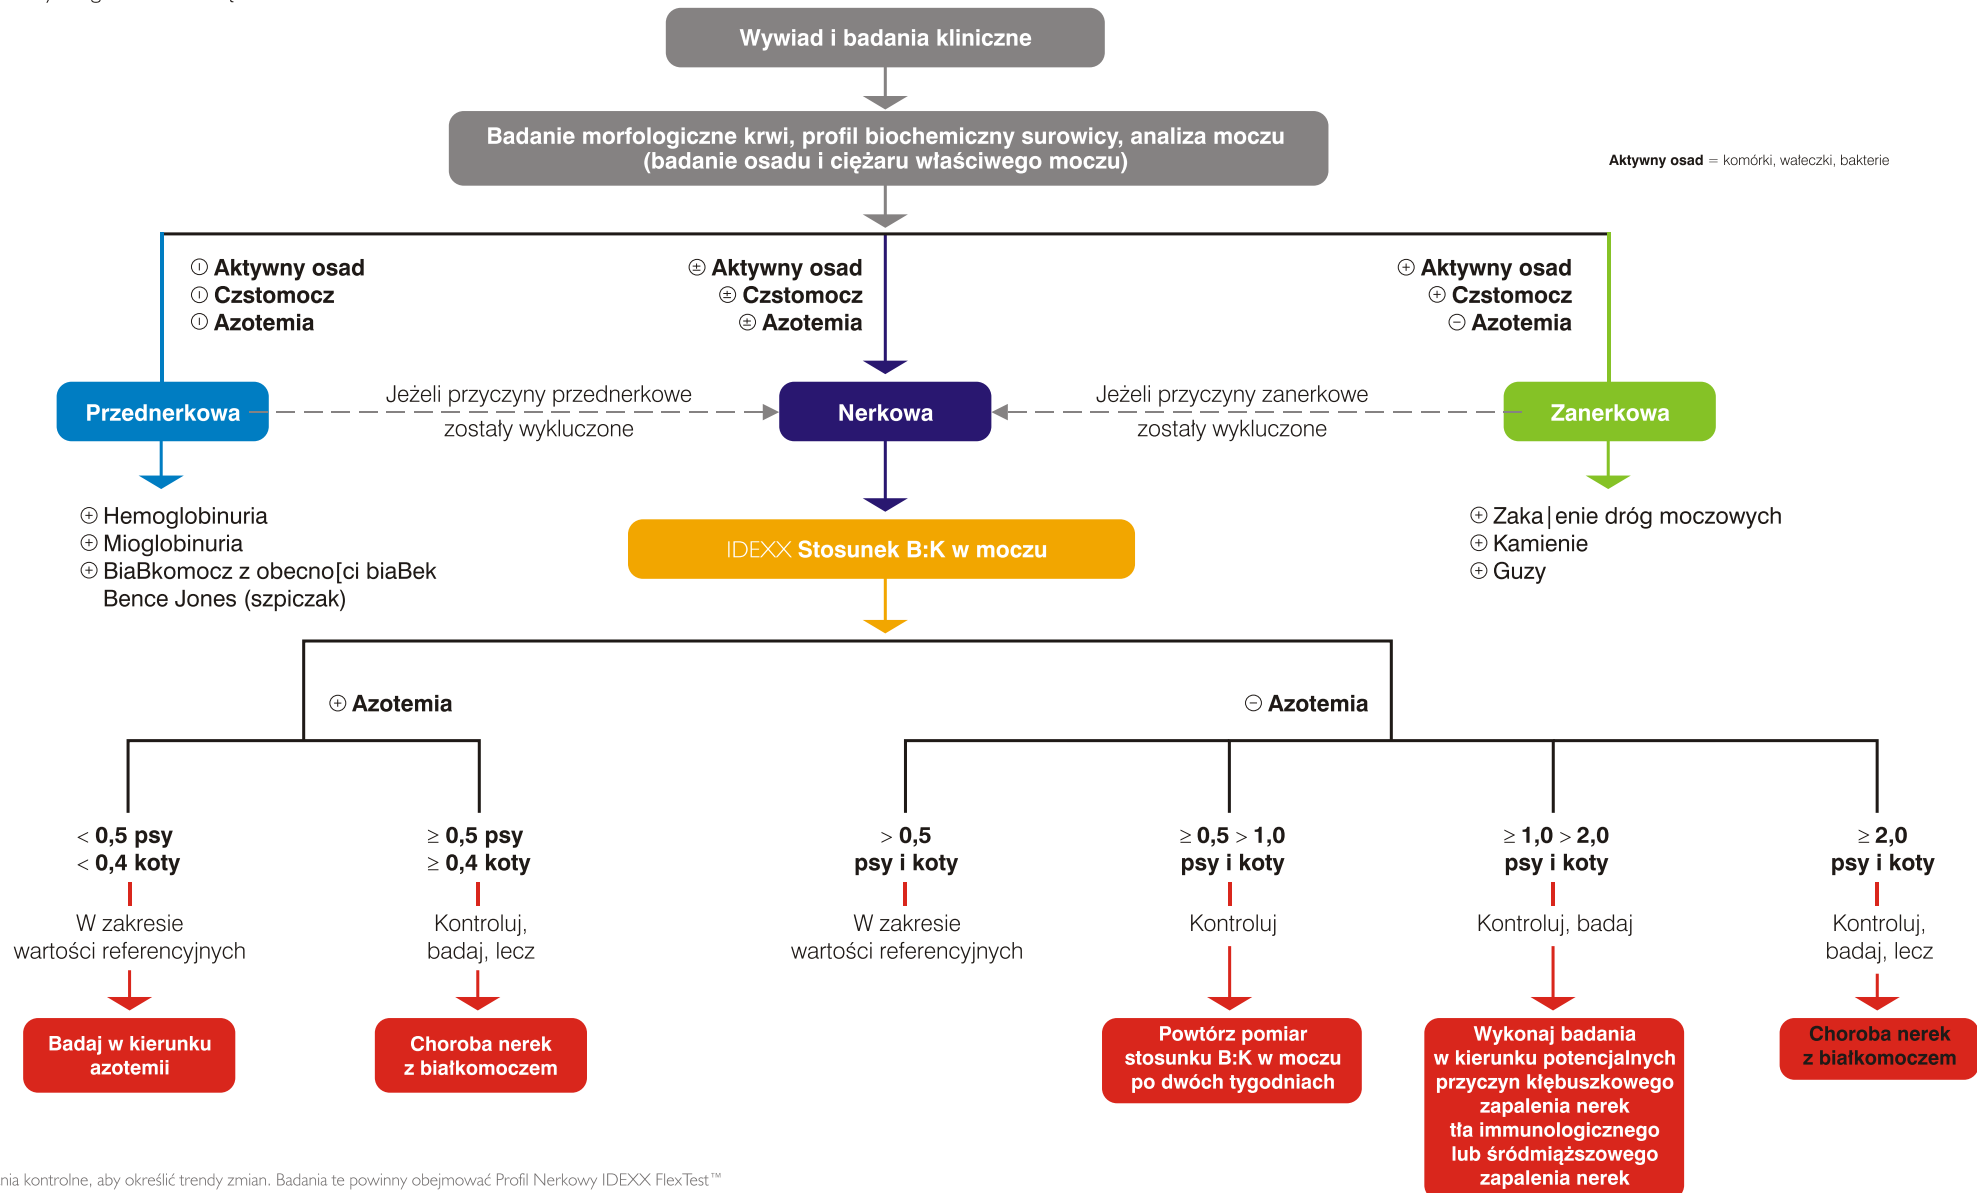 Wywiad i badania kliniczne
Badanie morfologiczne krwi, profil biochemiczny surowicy, analiza moczu
(badanie osadu i ciężaru właściwego moczu)
Aktywny osad = komórki, wałeczki, bakterie
⊖ Aktywny osad
⊖ Czstomocz
⊖ Azotemia
± Aktywny osad
± Czstomocz
± Azotemia
⊕ Aktywny osad
⊕ Czstomocz
⊖ Azotemia
Przednerkowa
Jeżeli przyczyny przednerkowe
zostały wykluczone
Nerkowa
Jeżeli przyczyny zanerkowe
zostały wykluczone
Zanerkowa
⊕ Hemoglobinuria
⊕ Mioglobinuria
⊕ BiaBkomocz z obecno[ci biaBek
Bence Jones (szpiczak)
IDEXX Stosunek B:K w moczu
⊕ Zaka|enie dróg moczowych
⊕ Kamienie
⊕ Guzy
⊕ Azotemia
⊖ Azotemia
< 0,5 psy
< 0,4 koty
W zakresie
wartości referencyjnych
Badaj w kierunku
azotemii
≥ 0,5 psy
≥ 0,4 koty
Kontroluj,
badaj, lecz
Choroba nerek
z białkomoczem
> 0,5
psy i koty
W zakresie
wartości referencyjnych
≥ 0,5 > 1,0
psy i koty
Kontroluj
Powtórz pomiar
stosunku B:K w moczu
po dwóch tygodniach
≥ 1,0 > 2,0
psy i koty
Kontroluj, badaj
Wykonaj badania
w kierunku potencjalnych
przyczyn kłębuszkowego
zapalenia nerek
tła immunologicznego
lub śródmiąższowego
zapalenia nerek
≥ 2,0
psy i koty
Kontroluj,
badaj, lecz
Choroba nerek
z białkomoczem
nia kontrolne, aby określić trendy zmian. Badania te powinny obejmować Profil Nerkowy IDEXX FlexTest™